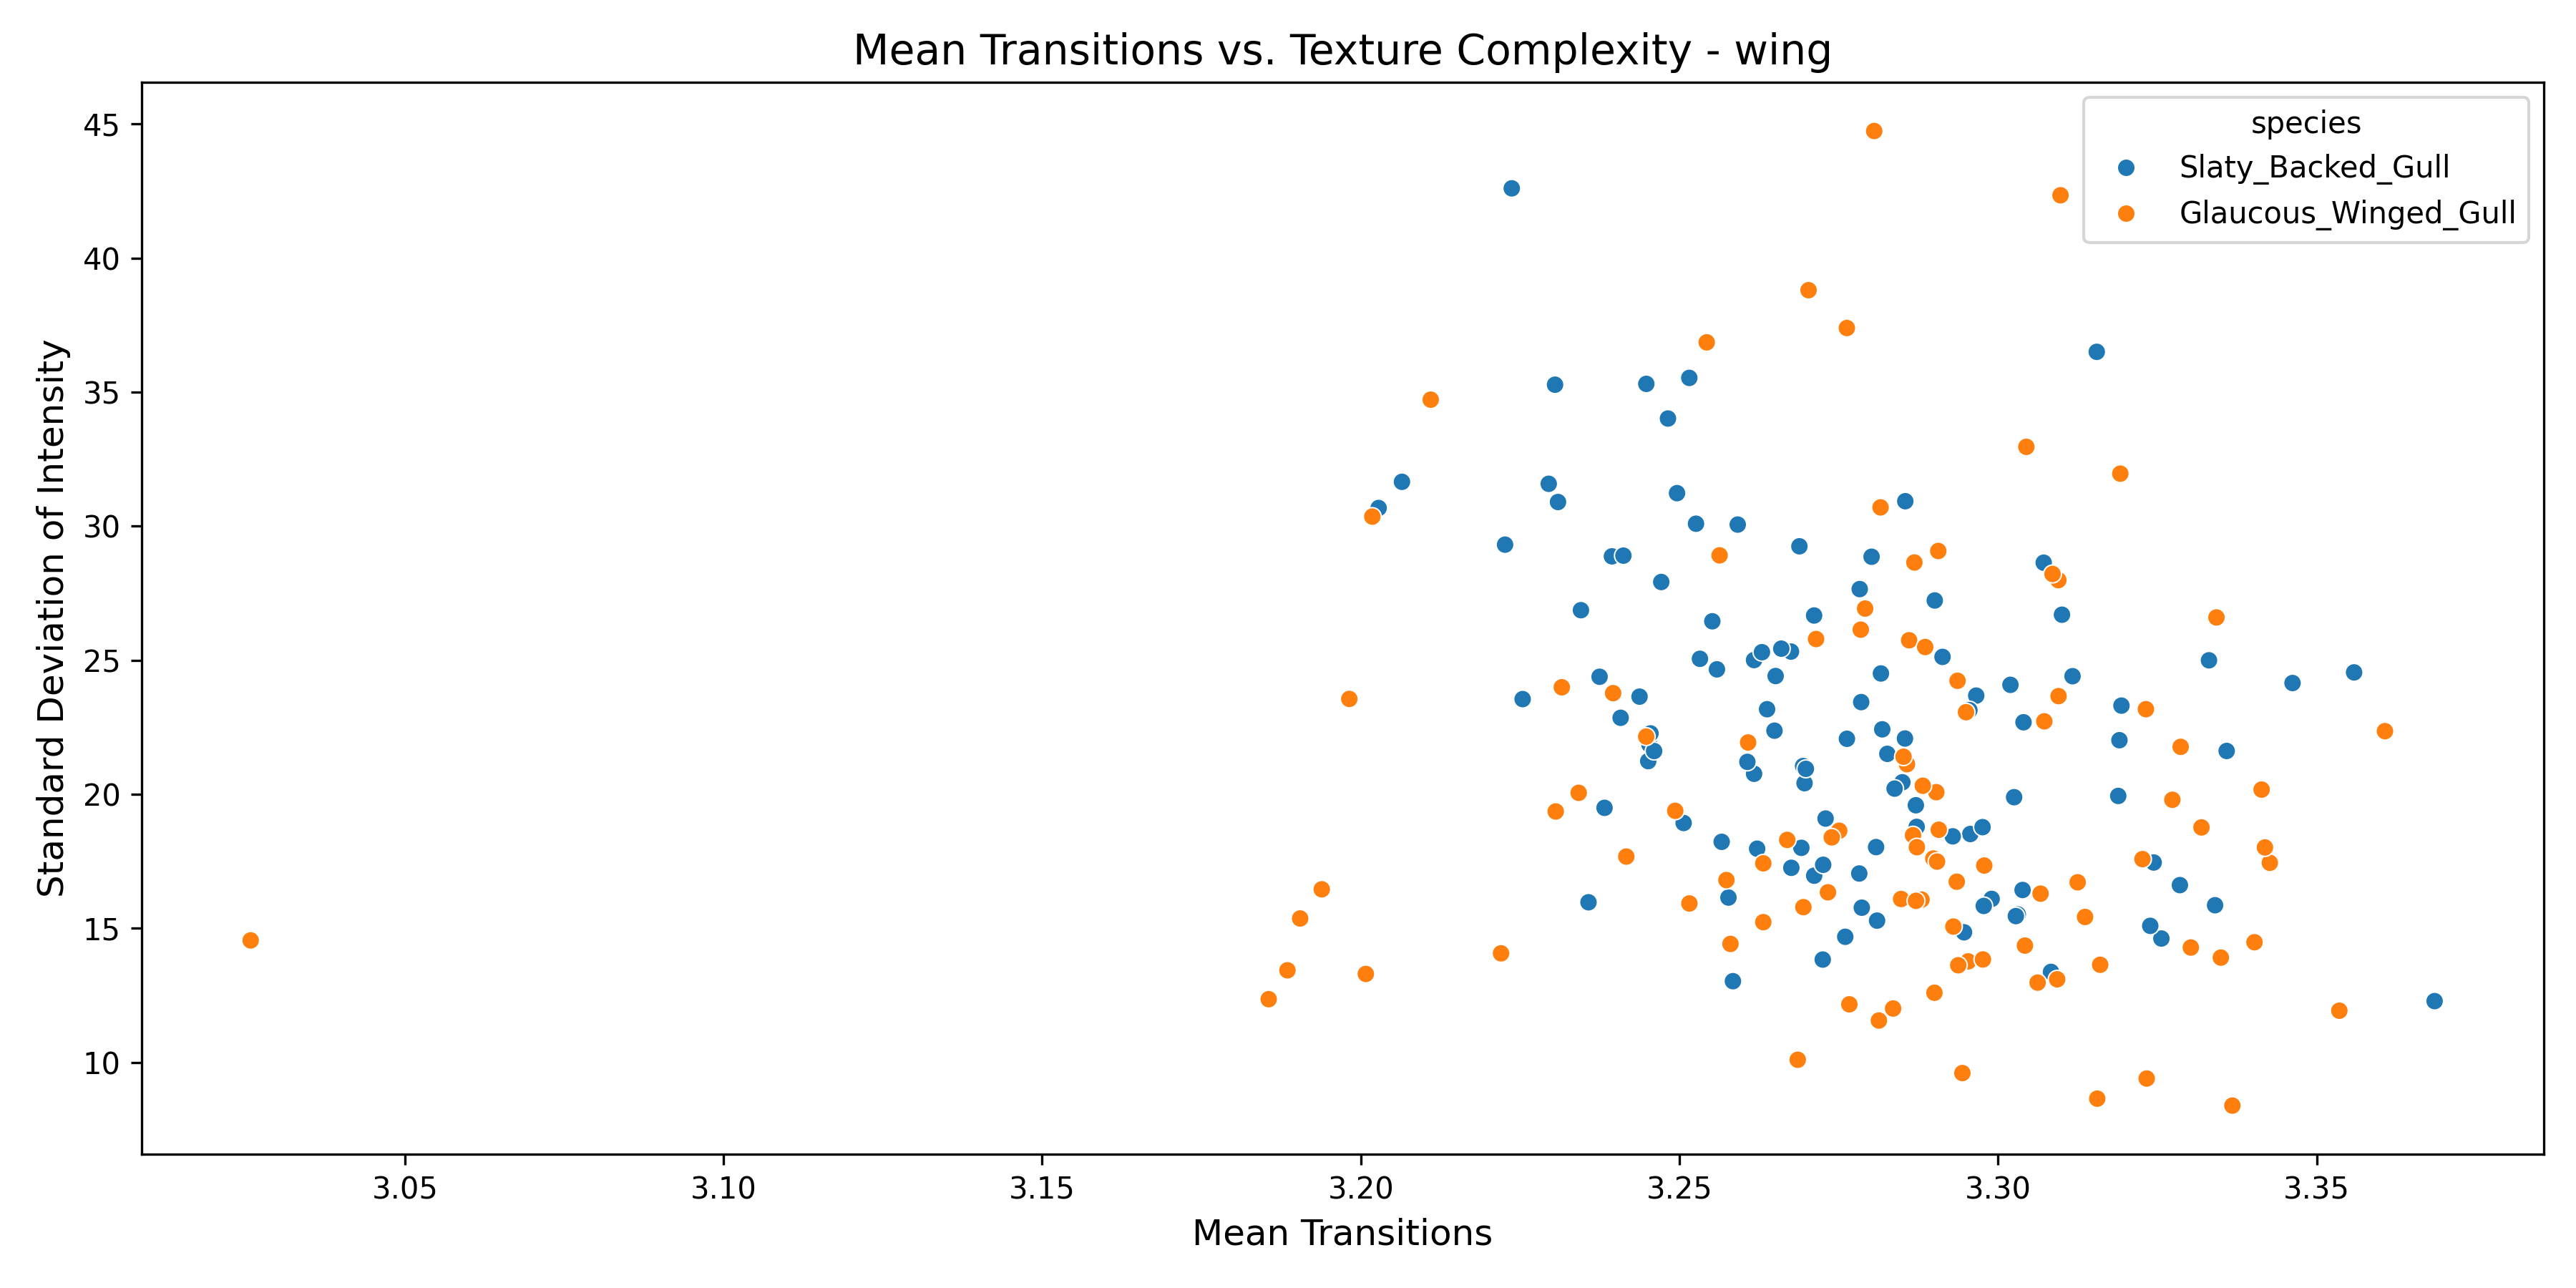 Mean Transitions vs. Texture Complexity - wing
species
Slaty_Backed_Gull
Glaucous_Winged_Gull
Standard Deviation of Intensity
45
40
35
30
25
20
15
10
3.05
3.10
3.15
3.20
3.25
3.30
3.35
Mean Transitions